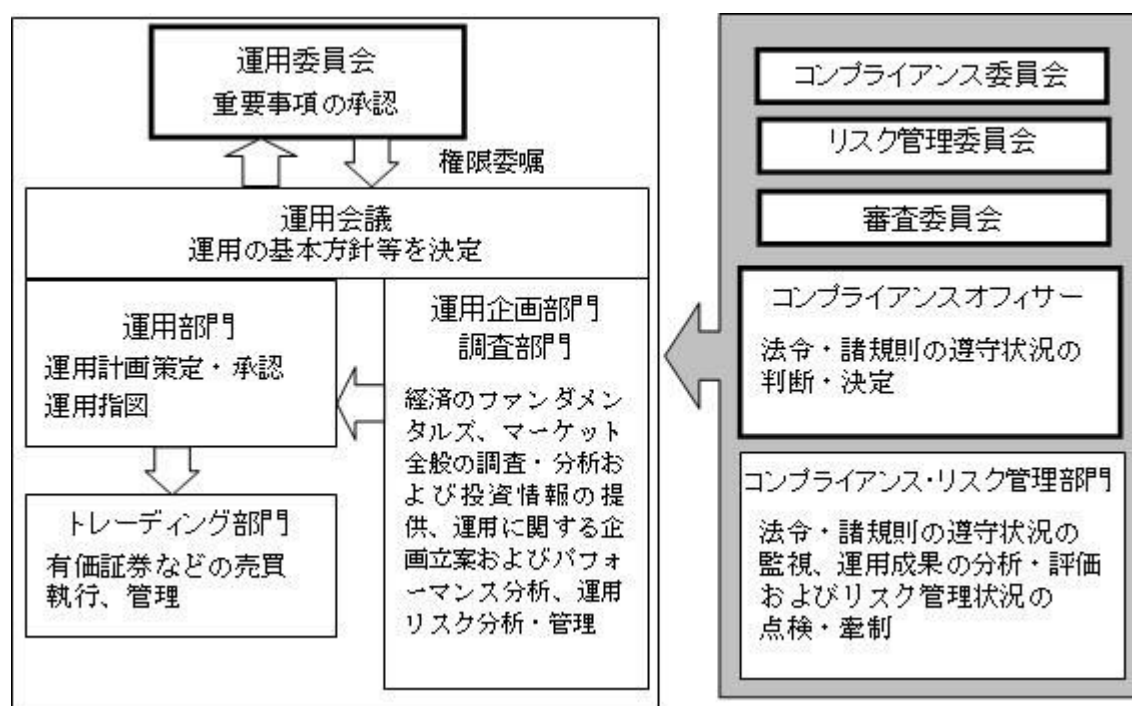 運用委員会
重要事項の承認
権限委嘱
運用会議
運用の基本方針等を決定
運用部門
運用計画策定・承認
運用指図
運用企画部門
調査部門
経済のファンダメン
タルズ、マーケット
全般の調査・分析お
よび投資情報の提
供、運用に関する企
画立案およびパフォ
ーマンス分析、運用
リスク分析・管理
トレーディング部門
有価証券などの売買
執行、管理
コンプライアンス委員会
リスク管理委員会
審査委員会
コンプライアンスオフィサー
法令・諸規則の遵守状況の
判断・決定
コンプライアンス・リスク管理部門
法令・諸規則の遵守状況の
監視、運用成果の分析・評価
およびリスク管理状況の
点検・牽制